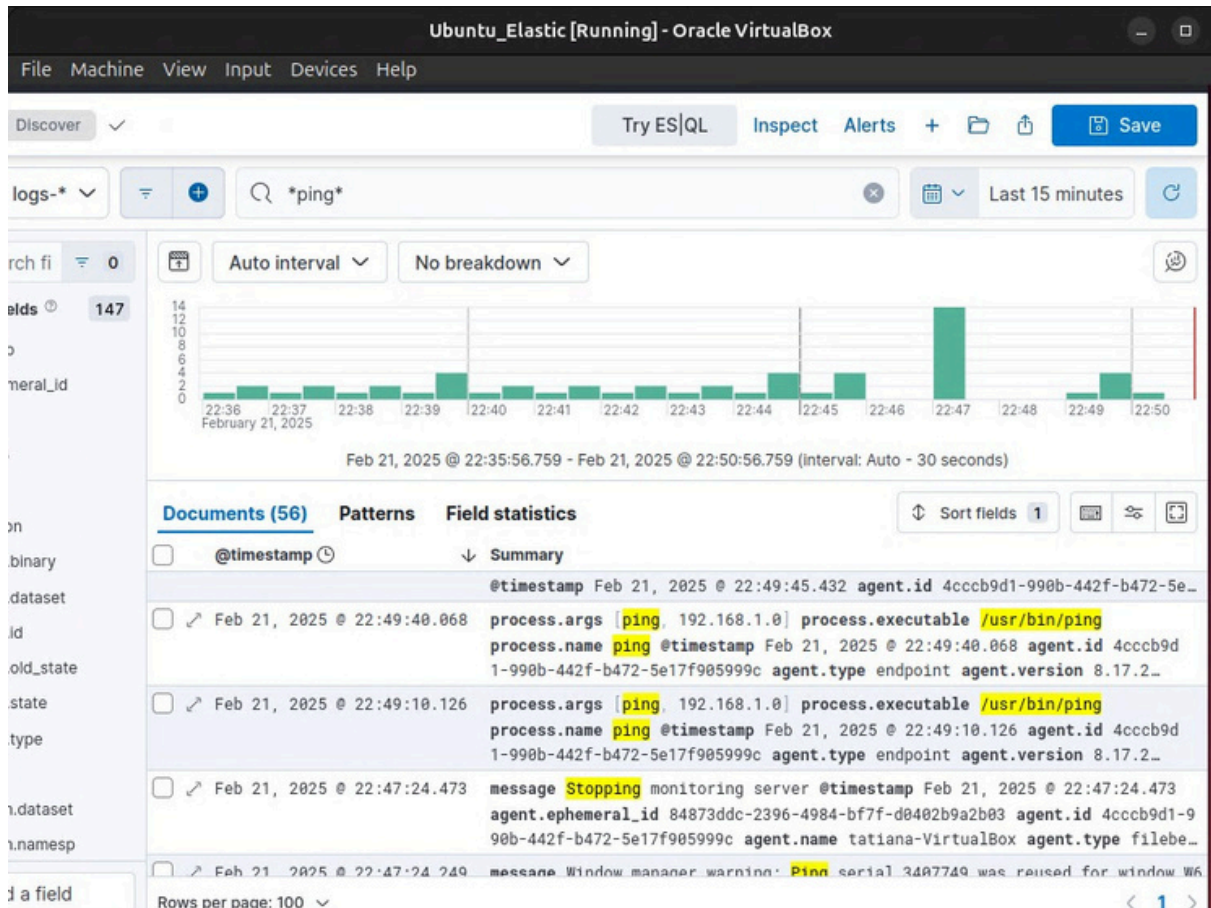 Ubuntu_Elastic [Running] - Oracle VirtualBox
File Machine View Input Devices Help
Discover Try ES|QL Inspect Alerts + Save
logs-* *ping* Last 15 minutes
rch fi 0 Auto interval No breakdown
elds 147
meral_id
on
.binary
.dataset
.id
.old_state
.state
.type
n.dataset
n.namesp
d a field
14
12
10
8
6
4
2
0
22:36 22:37 22:38 22:39 22:40 22:41 22:42 22:43 22:44 22:45 22:46 22:47 22:48 22:49 22:50
February 21, 2025
Feb 21, 2025 @ 22:35:56.759 - Feb 21, 2025 @ 22:50:56.759 (interval: Auto - 30 seconds)
Documents (56) Patterns Field statistics Sort fields 1
@timestamp Summary
@timestamp Feb 21, 2025 @ 22:49:45.432 agent.id 4cccb9d1-990b-442f-b472-5e…
Feb 21, 2025 @ 22:49:40.068 process.args [ping, 192.168.1.0] process.executable /usr/bin/ping
process.name ping @timestamp Feb 21, 2025 @ 22:49:40.068 agent.id 4cccb9d
1-990b-442f-b472-5e17f905999c agent.type endpoint agent.version 8.17.2…
Feb 21, 2025 @ 22:49:10.126 process.args [ping, 192.168.1.0] process.executable /usr/bin/ping
process.name ping @timestamp Feb 21, 2025 @ 22:49:10.126 agent.id 4cccb9d
1-990b-442f-b472-5e17f905999c agent.type endpoint agent.version 8.17.2…
Feb 21, 2025 @ 22:47:24.473 message Stopping monitoring server @timestamp Feb 21, 2025 @ 22:47:24.473
agent.ephemeral_id 84873ddc-2396-4984-bf7f-d0402b9a2b03 agent.id 4cccb9d1-9
90b-442f-b472-5e17f905999c agent.name tatiana-VirtualBox agent.type filebe…
Feb 21, 2025 @ 22:47:24.249 message Window manager warning: Ping serial 3407749 was reused for window W6
Rows per page: 100 < 1 >